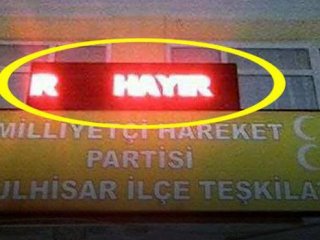 R HAYIR
MİLLİYETÇİ HAREKET
PARTİSİ
ULHİSAR İLÇE TEŞKİLA